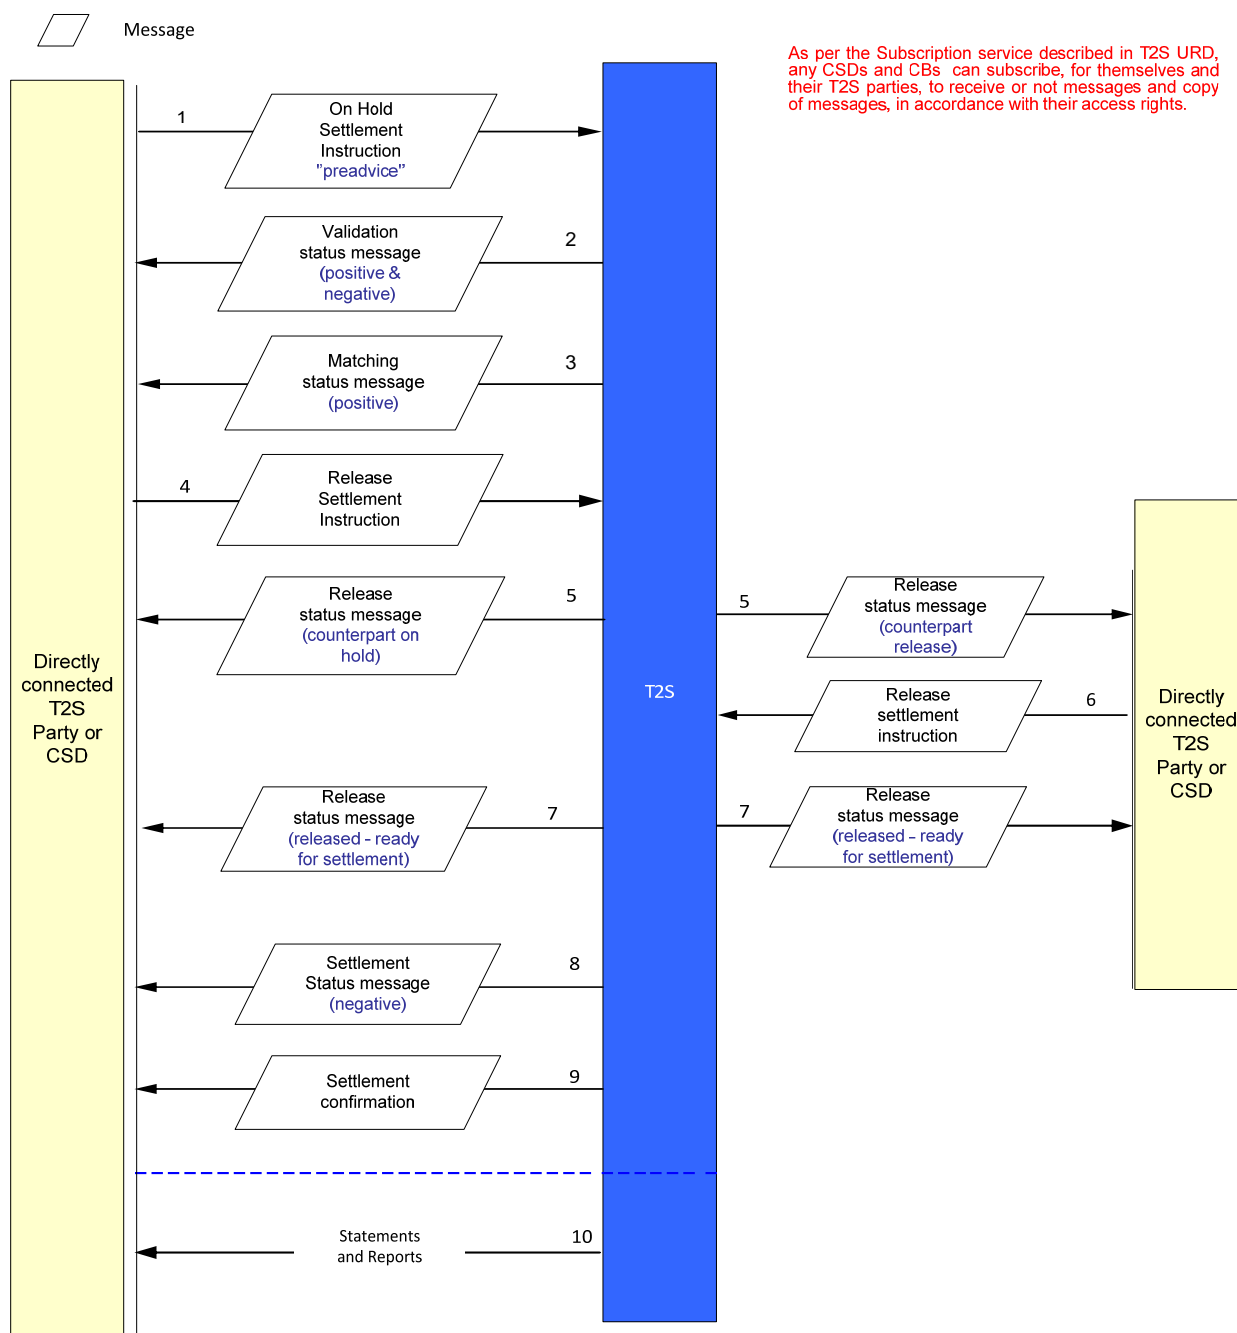 Message
As per the Subscription service described in T2S URD,
any CSDs and CBs can subscribe, for themselves and
their T2S parties, to receive or not messages and copy
of messages, in accordance with their access rights.
1
On Hold
Settlement
Instruction
"preadvice"
2
Validation
status message
(positive &
negative)
3
Matching
status message
(positive)
4
Release
Settlement
Instruction
5
Release
status message
(counterpart on
hold)
5
Release
status message
(counterpart
release)
Directly
connected
T2S
Party or
CSD
T2S
6
Release
settlement
instruction
Directly
connected
T2S
Party or
CSD
7
Release
status message
(released - ready
for settlement)
7
Release
status message
(released - ready
for settlement)
8
Settlement
Status message
(negative)
9
Settlement
confirmation
10
Statements
and Reports